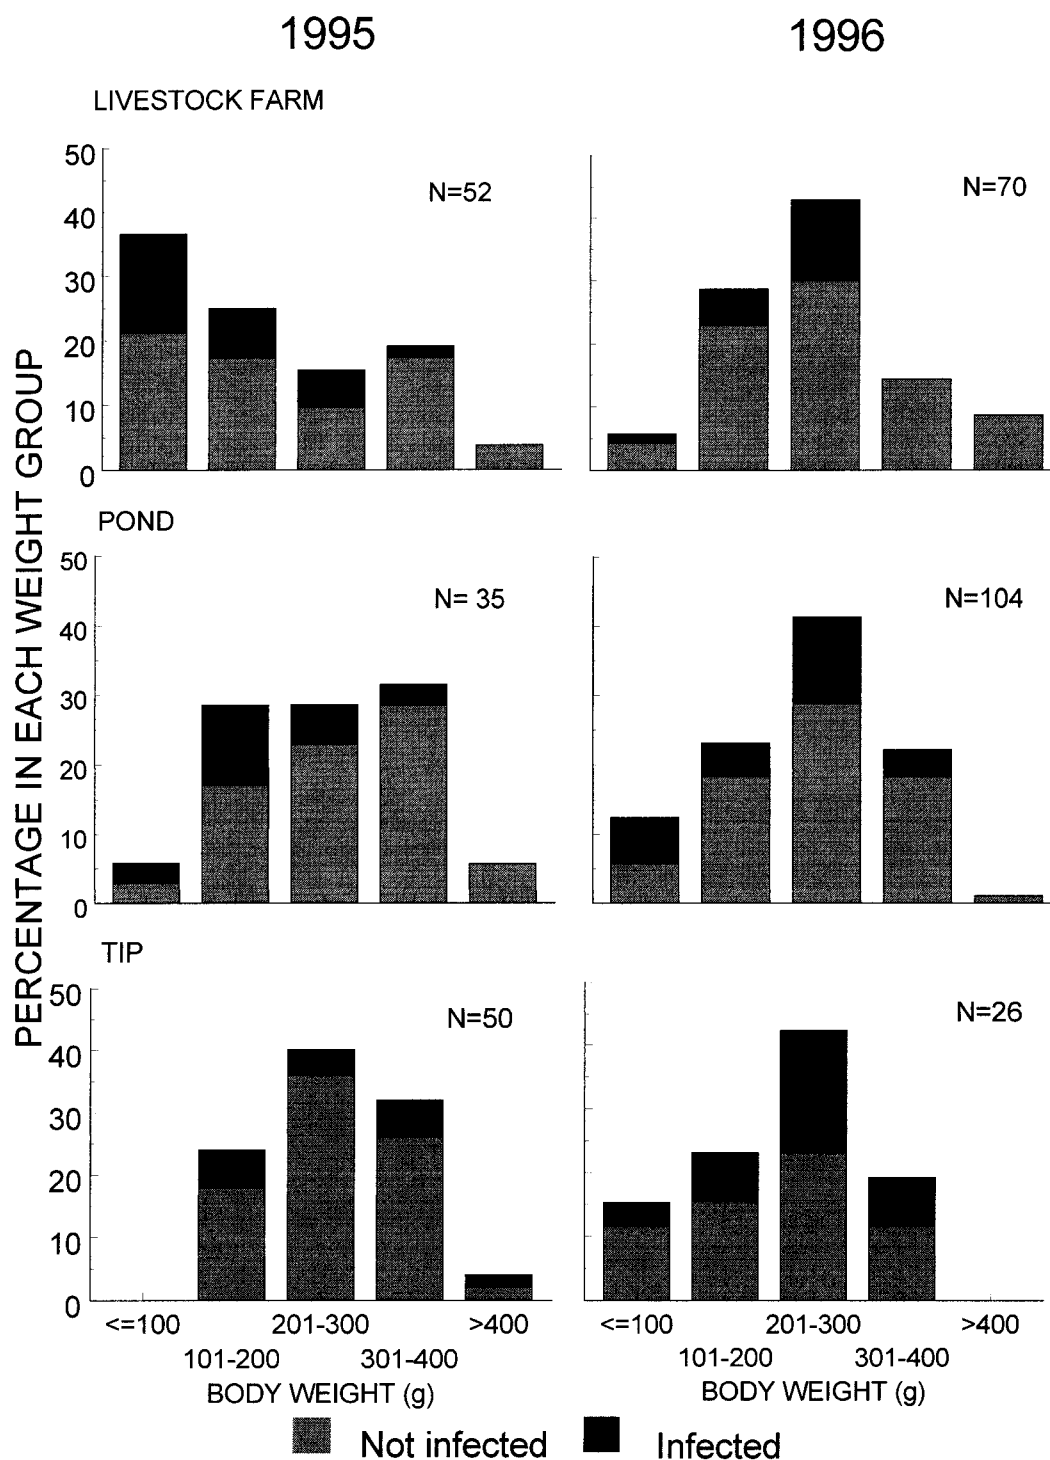 1995 1996
LIVESTOCK FARM
50
40
30
20
10
0
N=52
N=70
POND
50
40
30
20
10
0
N= 35
N=104
TIP
50
40
30
20
10
0
N=50
N=26
PERCENTAGE IN EACH WEIGHT GROUP
<=100 201-300 >400
101-200 301-400
BODY WEIGHT (g)
<=100 201-300 >400
101-200 301-400
BODY WEIGHT (g)
Not infected Infected